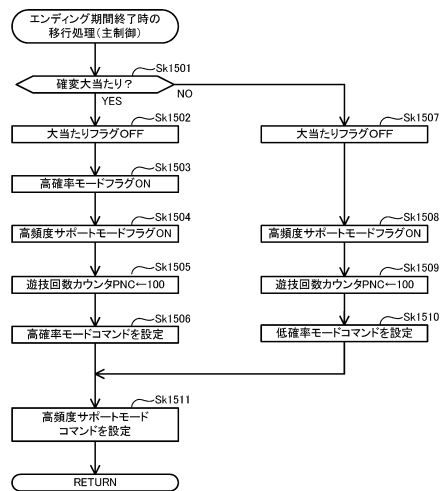 エンディング期間終了時の
移行処理(主制御)
Sk1501
確変大当たり?
YES
NO
Sk1502
大当たりフラグOFF
Sk1503
高確率モードフラグON
Sk1504
高頻度サポートモードフラグON
Sk1505
遊技回数カウンタPNC←100
Sk1506
高確率モードコマンドを設定
Sk1507
大当たりフラグOFF
Sk1508
高頻度サポートモードフラグON
Sk1509
遊技回数カウンタPNC←100
Sk1510
低確率モードコマンドを設定
Sk1511
高頻度サポートモード
コマンドを設定
RETURN